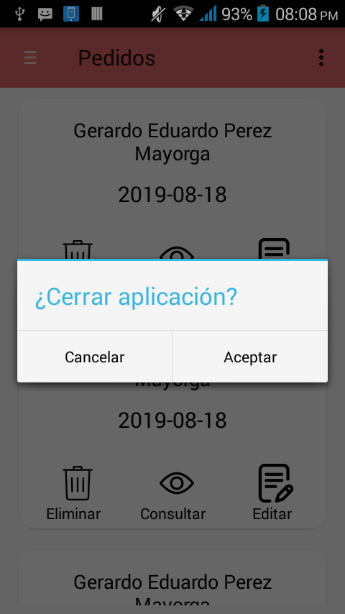 93% 08:08 PM
Pedidos
Gerardo Eduardo Perez
Mayorga
2019-08-18
¿Cerrar aplicación?
Cancelar Aceptar
Mayorga
2019-08-18
Eliminar Consultar Editar
Gerardo Eduardo Perez
Mayorga